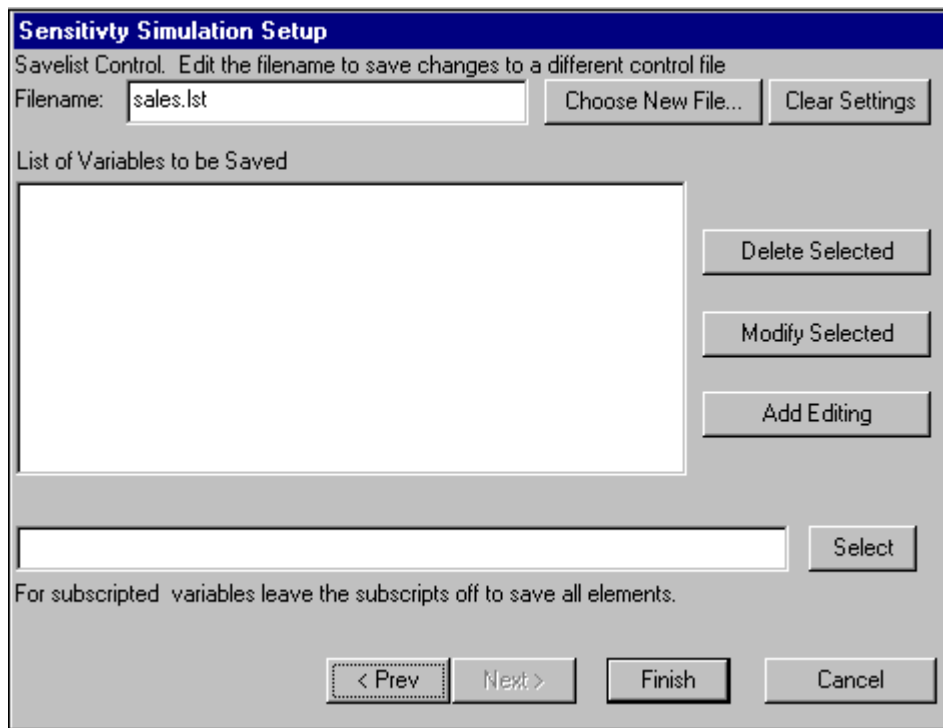 Sensitivty Simulation Setup
Savelist Control.  Edit the filename to save changes to a different control file
Filename: sales.lst Choose New File... Clear Settings
List of Variables to be Saved
Delete Selected
Modify Selected
Add Editing
Select
For subscripted  variables leave the subscripts off to save all elements.
< Prev Next > Finish Cancel